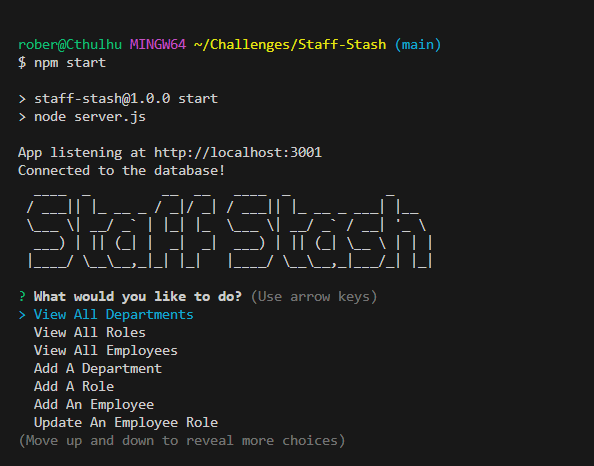 rober@Cthulhu MINGW64 ~/Challenges/Staff-Stash (main)
$ npm start
> staff-stash@1.0.0 start
> node server.js
App listening at http://localhost:3001
Connected to the database!
Staff Stash
? What would you like to do? (Use arrow keys)
> View All Departments
View All Roles
View All Employees
Add A Department
Add A Role
Add An Employee
Update An Employee Role
(Move up and down to reveal more choices)